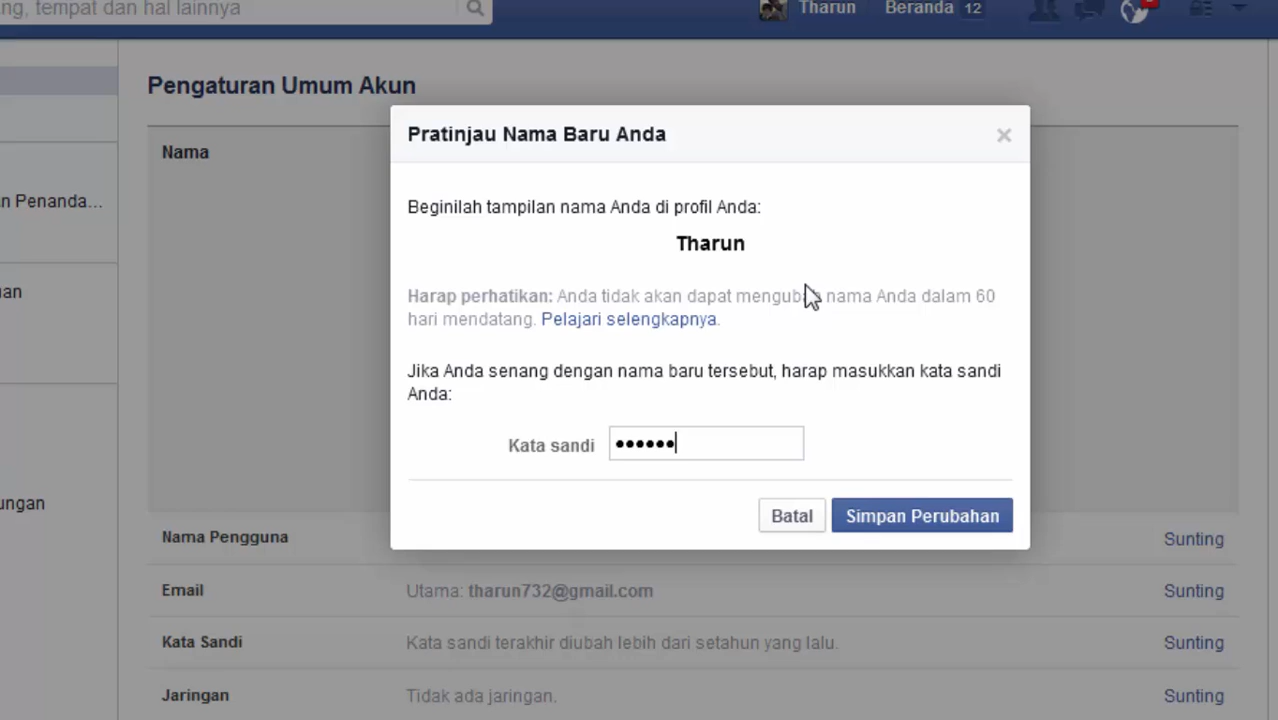 ng, tempat dan hal lainnya
Tharun
Beranda 12
Pengaturan Umum Akun
Nama
Pratinjau Nama Baru Anda
Beginilah tampilan nama Anda di profil Anda:
Tharun
Harap perhatikan: Anda tidak akan dapat mengubah nama Anda dalam 60
hari mendatang. Pelajari selengkapnya.
Jika Anda senang dengan nama baru tersebut, harap masukkan kata sandi
Anda:
Kata sandi
Batal
Simpan Perubahan
n Penanda...
an
ungan
Nama Pengguna
Sunting
Email
Utama: tharun732@gmail.com
Sunting
Kata Sandi
Kata sandi terakhir diubah lebih dari setahun yang lalu.
Sunting
Jaringan
Tidak ada jaringan.
Sunting